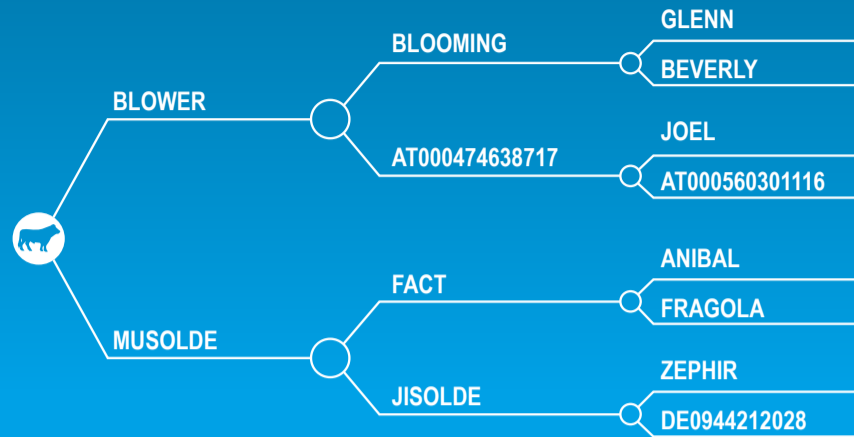 GLENN
BLOOMING
BEVERLY
BLOWER
JOEL
AT000474638717
AT000560301116
ANIBAL
FACT
FRAGOLA
MUSOLDE
ZEPHIR
JISOLDE
DE0944212028